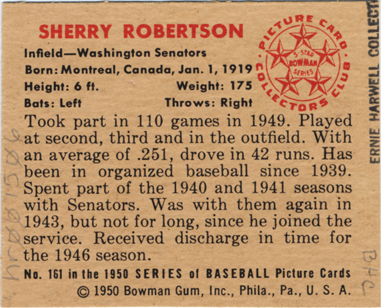 SHERRY ROBERTSON
Infield—Washington Senators
Born: Montreal, Canada, Jan. 1, 1919
Height: 6 ft. Weight: 175
Bats: Left Throws: Right
PICTURE CARD
COLLECTORS CLUB
5 STAR
BOWMAN
SERIES
Took part in 110 games in 1949. Played
at second, third and in the outfield. With
an average of .251, drove in 42 runs. Has
been in organized baseball since 1939.
Spent part of the 1940 and 1941 seasons
with Senators. Was with them again in
1943, but not for long, since he joined the
service. Received discharge in time for
the 1946 season.
No. 161 in the 1950 SERIES of BASEBALL Picture Cards
©1950 Bowman Gum, Inc., Phila., Pa., U. S. A.
ERNIE HARWELL COLLEC
BHC